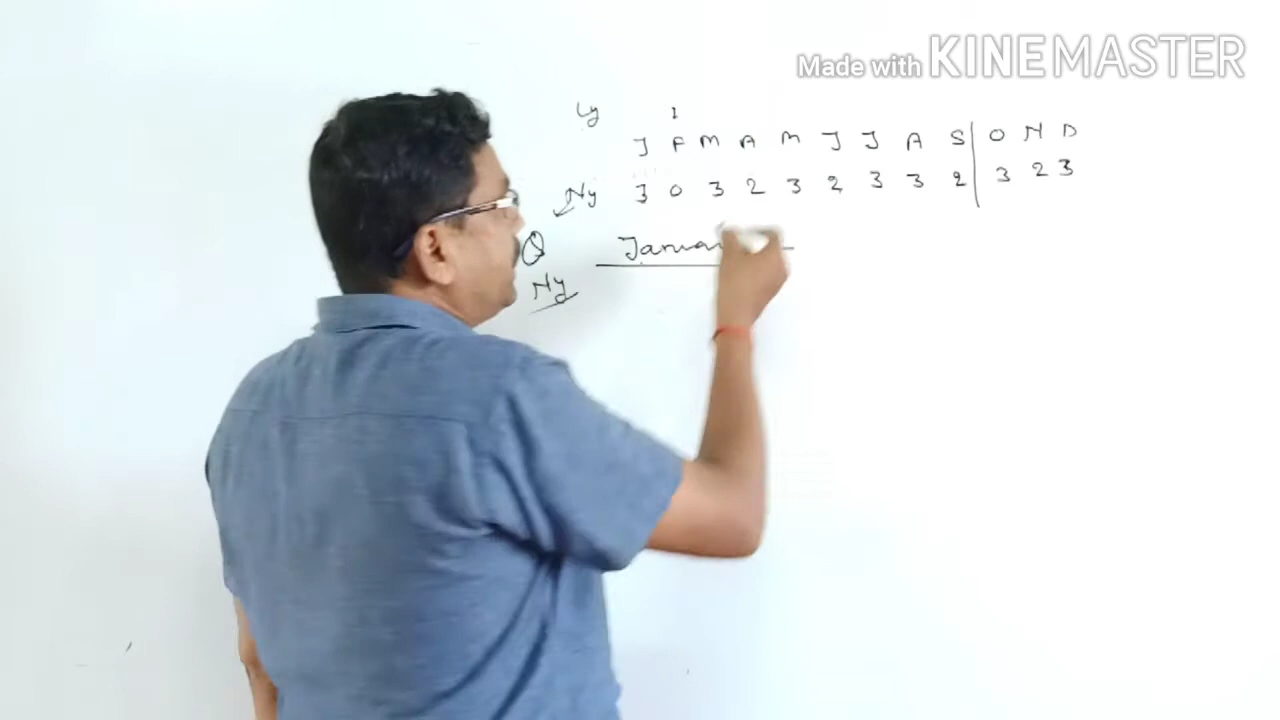 Made with KINEMASTER
Ly 1
J F M A M J J A S O N D
Ny 3 0 3 2 3 2 3 3 2 3 2 3
Q Januar
Ny